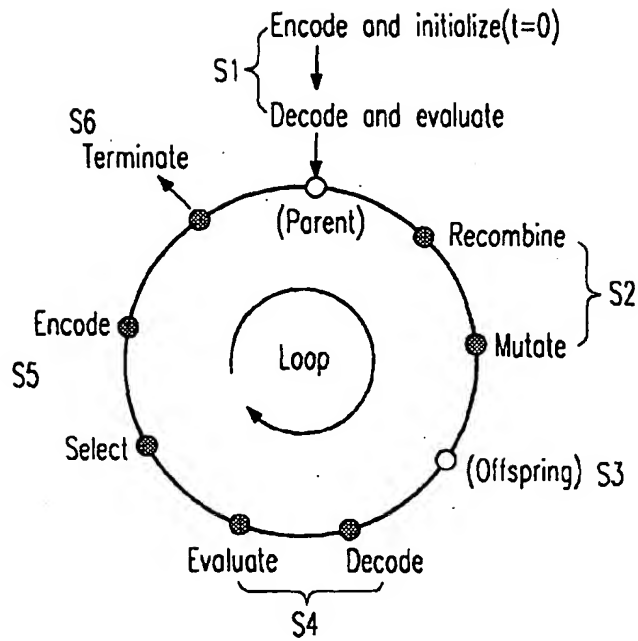 Encode and initialize(t=0)
S1
Decode and evaluate
S6
Terminate
(Parent)
Recombine
S2
Mutate
Encode
Loop
S5
Select
(Offspring) S3
Evaluate
Decode
S4